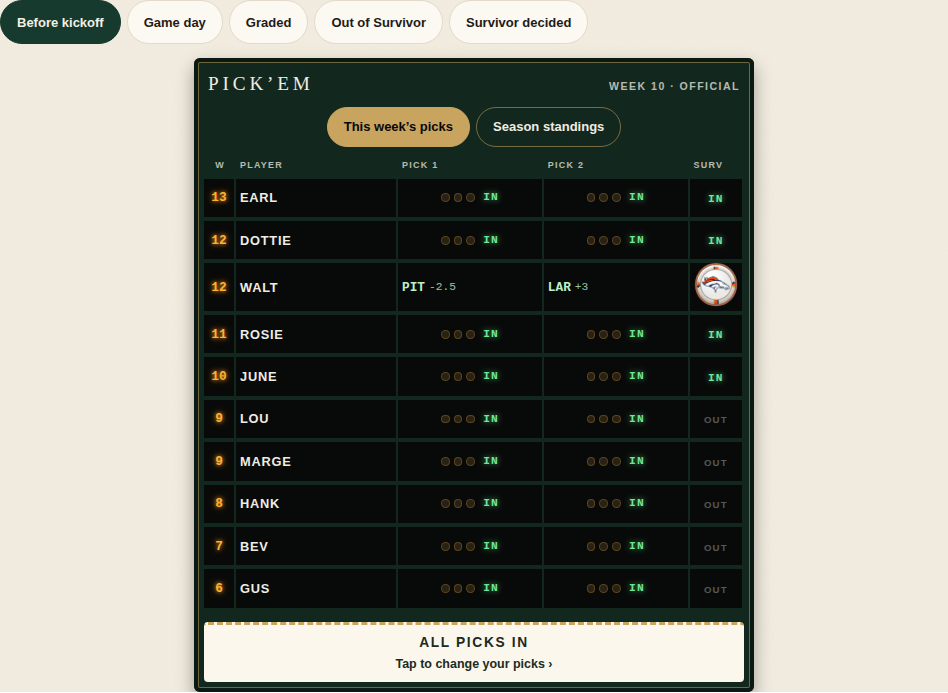 Before kickoff Game day Graded Out of Survivor Survivor decided
PICK’EM WEEK 10 · OFFICIAL
This week’s picks Season standings
W PLAYER PICK 1 PICK 2 SURV
13 EARL IN IN IN
12 DOTTIE IN IN IN
12 WALT PIT -2.5 LAR +3
11 ROSIE IN IN IN
10 JUNE IN IN IN
9 LOU IN IN OUT
9 MARGE IN IN OUT
8 HANK IN IN OUT
7 BEV IN IN OUT
6 GUS IN IN OUT
ALL PICKS IN
Tap to change your picks ›